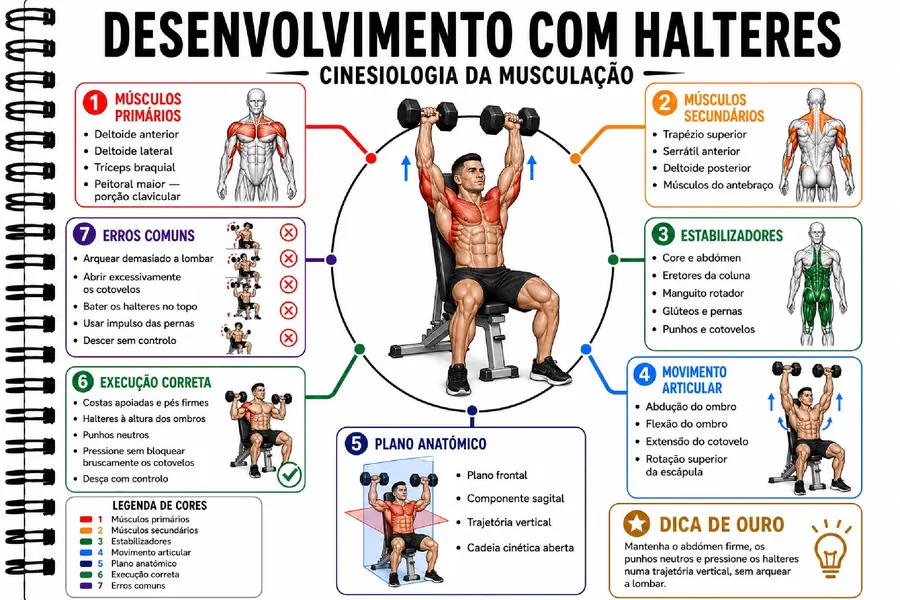 DESENVOLVIMENTO COM HALTERES
CINESIOLOGIA DA MUSCULAÇÃO
1 MÚSCULOS
PRIMÁRIOS
• Deltoide anterior
• Deltoide lateral
• Tríceps braquial
• Peitoral maior —
porção clavicular
2 MÚSCULOS
SECUNDÁRIOS
• Trapézio superior
• Serrátil anterior
• Deltoide posterior
• Músculos do antebraço
3 ESTABILIZADORES
• Core e abdómen
• Eretores da coluna
• Manguito rotador
• Glúteos e pernas
• Punhos e cotovelos
4 MOVIMENTO
ARTICULAR
• Abdução do ombro
• Flexão do ombro
• Extensão do cotovelo
• Rotação superior
da escápula
5 PLANO ANATÓMICO
• Plano frontal
• Componente sagital
• Trajetória vertical
• Cadeia cinética aberta
6 EXECUÇÃO CORRETA
• Costas apoiadas e pés firmes
• Halteres à altura dos ombros
• Punhos neutros
• Pressione sem bloquear
bruscamente os cotovelos
• Desça com controlo
7 ERROS COMUNS
• Arquear demasiado a lombar
• Abrir excessivamente
os cotovelos
• Bater os halteres no topo
• Usar impulso das pernas
• Descer sem controlo
LEGENDA DE CORES
1 Músculos primários
2 Músculos secundários
3 Estabilizadores
4 Movimento articular
5 Plano anatómico
6 Execução correta
7 Erros comuns
DICA DE OURO
Mantenha o abdómen firme, os
punhos neutros e pressione os halteres
numa trajetória vertical, sem arquear
a lombar.